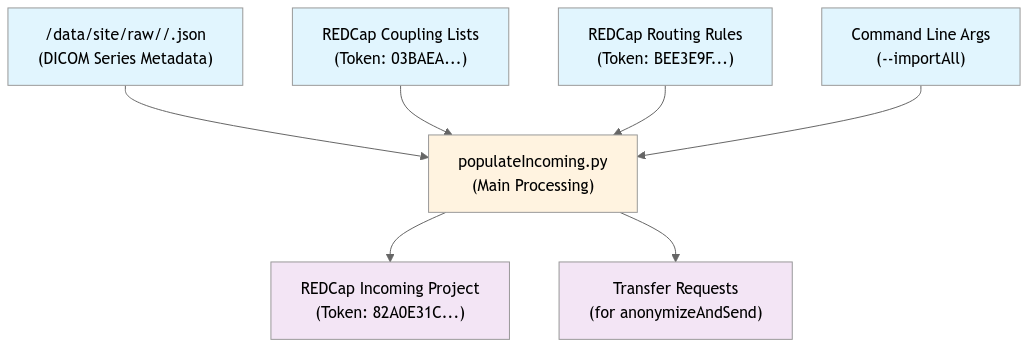 /data/site/raw//.json
(DICOM Series Metadata)
REDCap Coupling Lists
(Token: 03BAEA...)
REDCap Routing Rules
(Token: BEE3E9F...)
Command Line Args
(--importAll)
populateIncoming.py
(Main Processing)
REDCap Incoming Project
(Token: 82A0E31C...)
Transfer Requests
(for anonymizeAndSend)